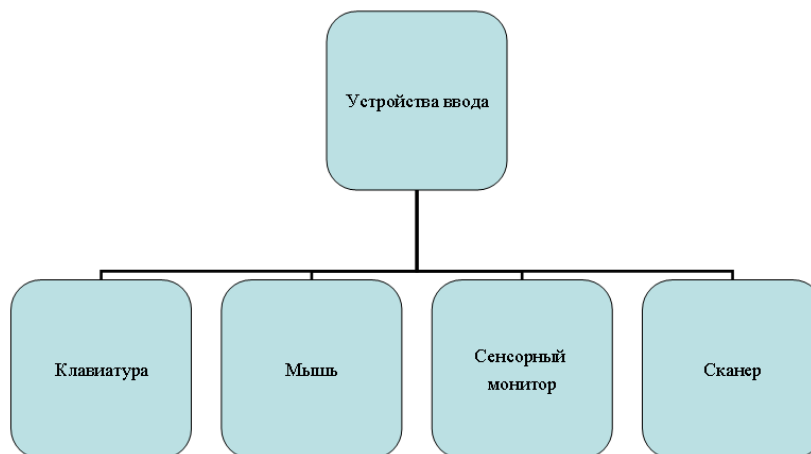 Устройства ввода
Клавиатура
Мышь
Сенсорный
монитор
Сканер